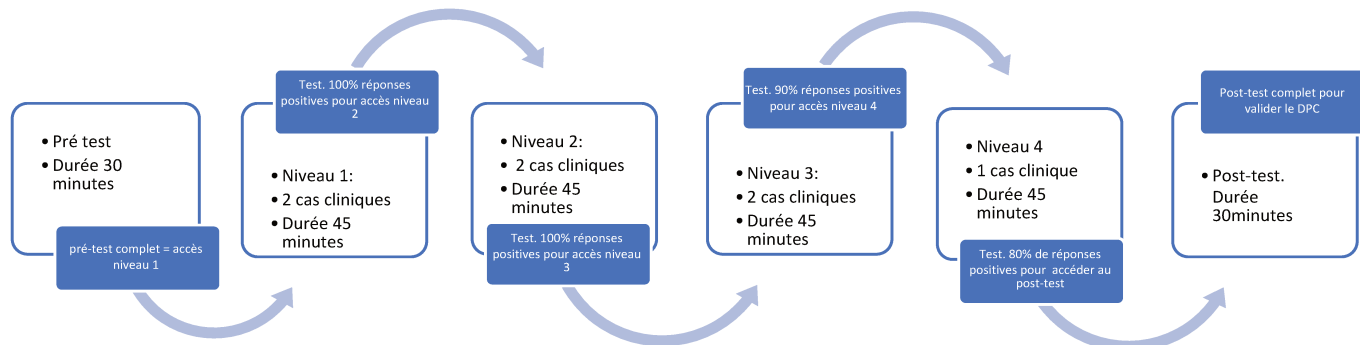 • Pré test
• Durée 30
minutes
pré-test complet = accès
niveau 1
Test. 100% réponses
positives pour accès niveau
2
• Niveau 1:
• 2 cas cliniques
• Durée 45
minutes
• Niveau 2:
• 2 cas cliniques
• Durée 45
minutes
Test. 100% réponses
positives pour accès niveau
3
Test. 90% réponses positives
pour accès niveau 4
• Niveau 3:
• 2 cas cliniques
• Durée 45
minutes
• Niveau 4
• 1 cas clinique
• Durée 45
minutes
Test. 80% de réponses
positives pour accéder au
post-test
Post-test complet pour
valider le DPC
• Post-test.
Durée
30minutes